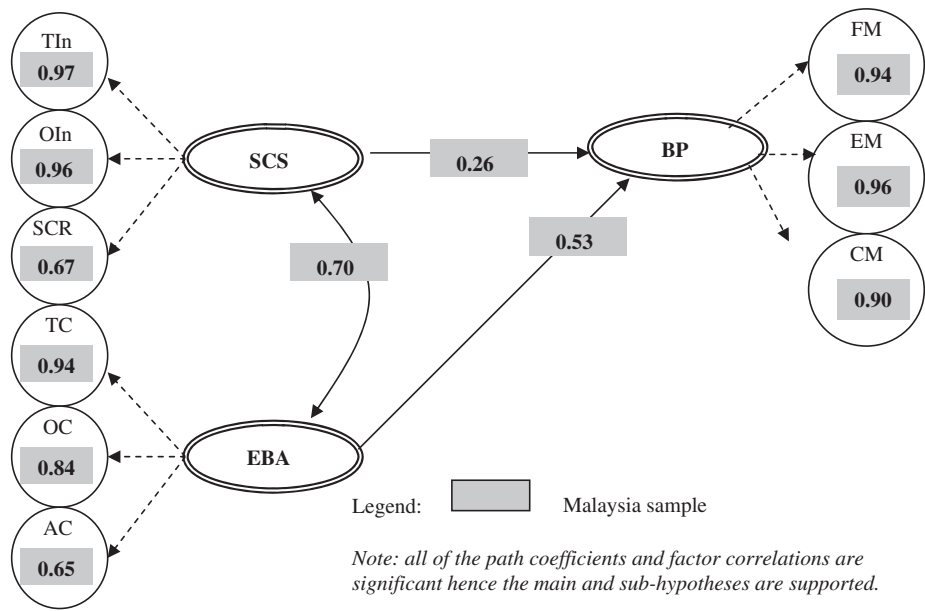 TIn
0.97
OIn
0.96
SCR
0.67
TC
0.94
OC
0.84
AC
0.65
SCS
EBA
0.26
0.70
0.53
BP
FM
0.94
EM
0.96
CM
0.90
Legend: Malaysia sample
Note: all of the path coefficients and factor correlations are
significant hence the main and sub-hypotheses are supported.